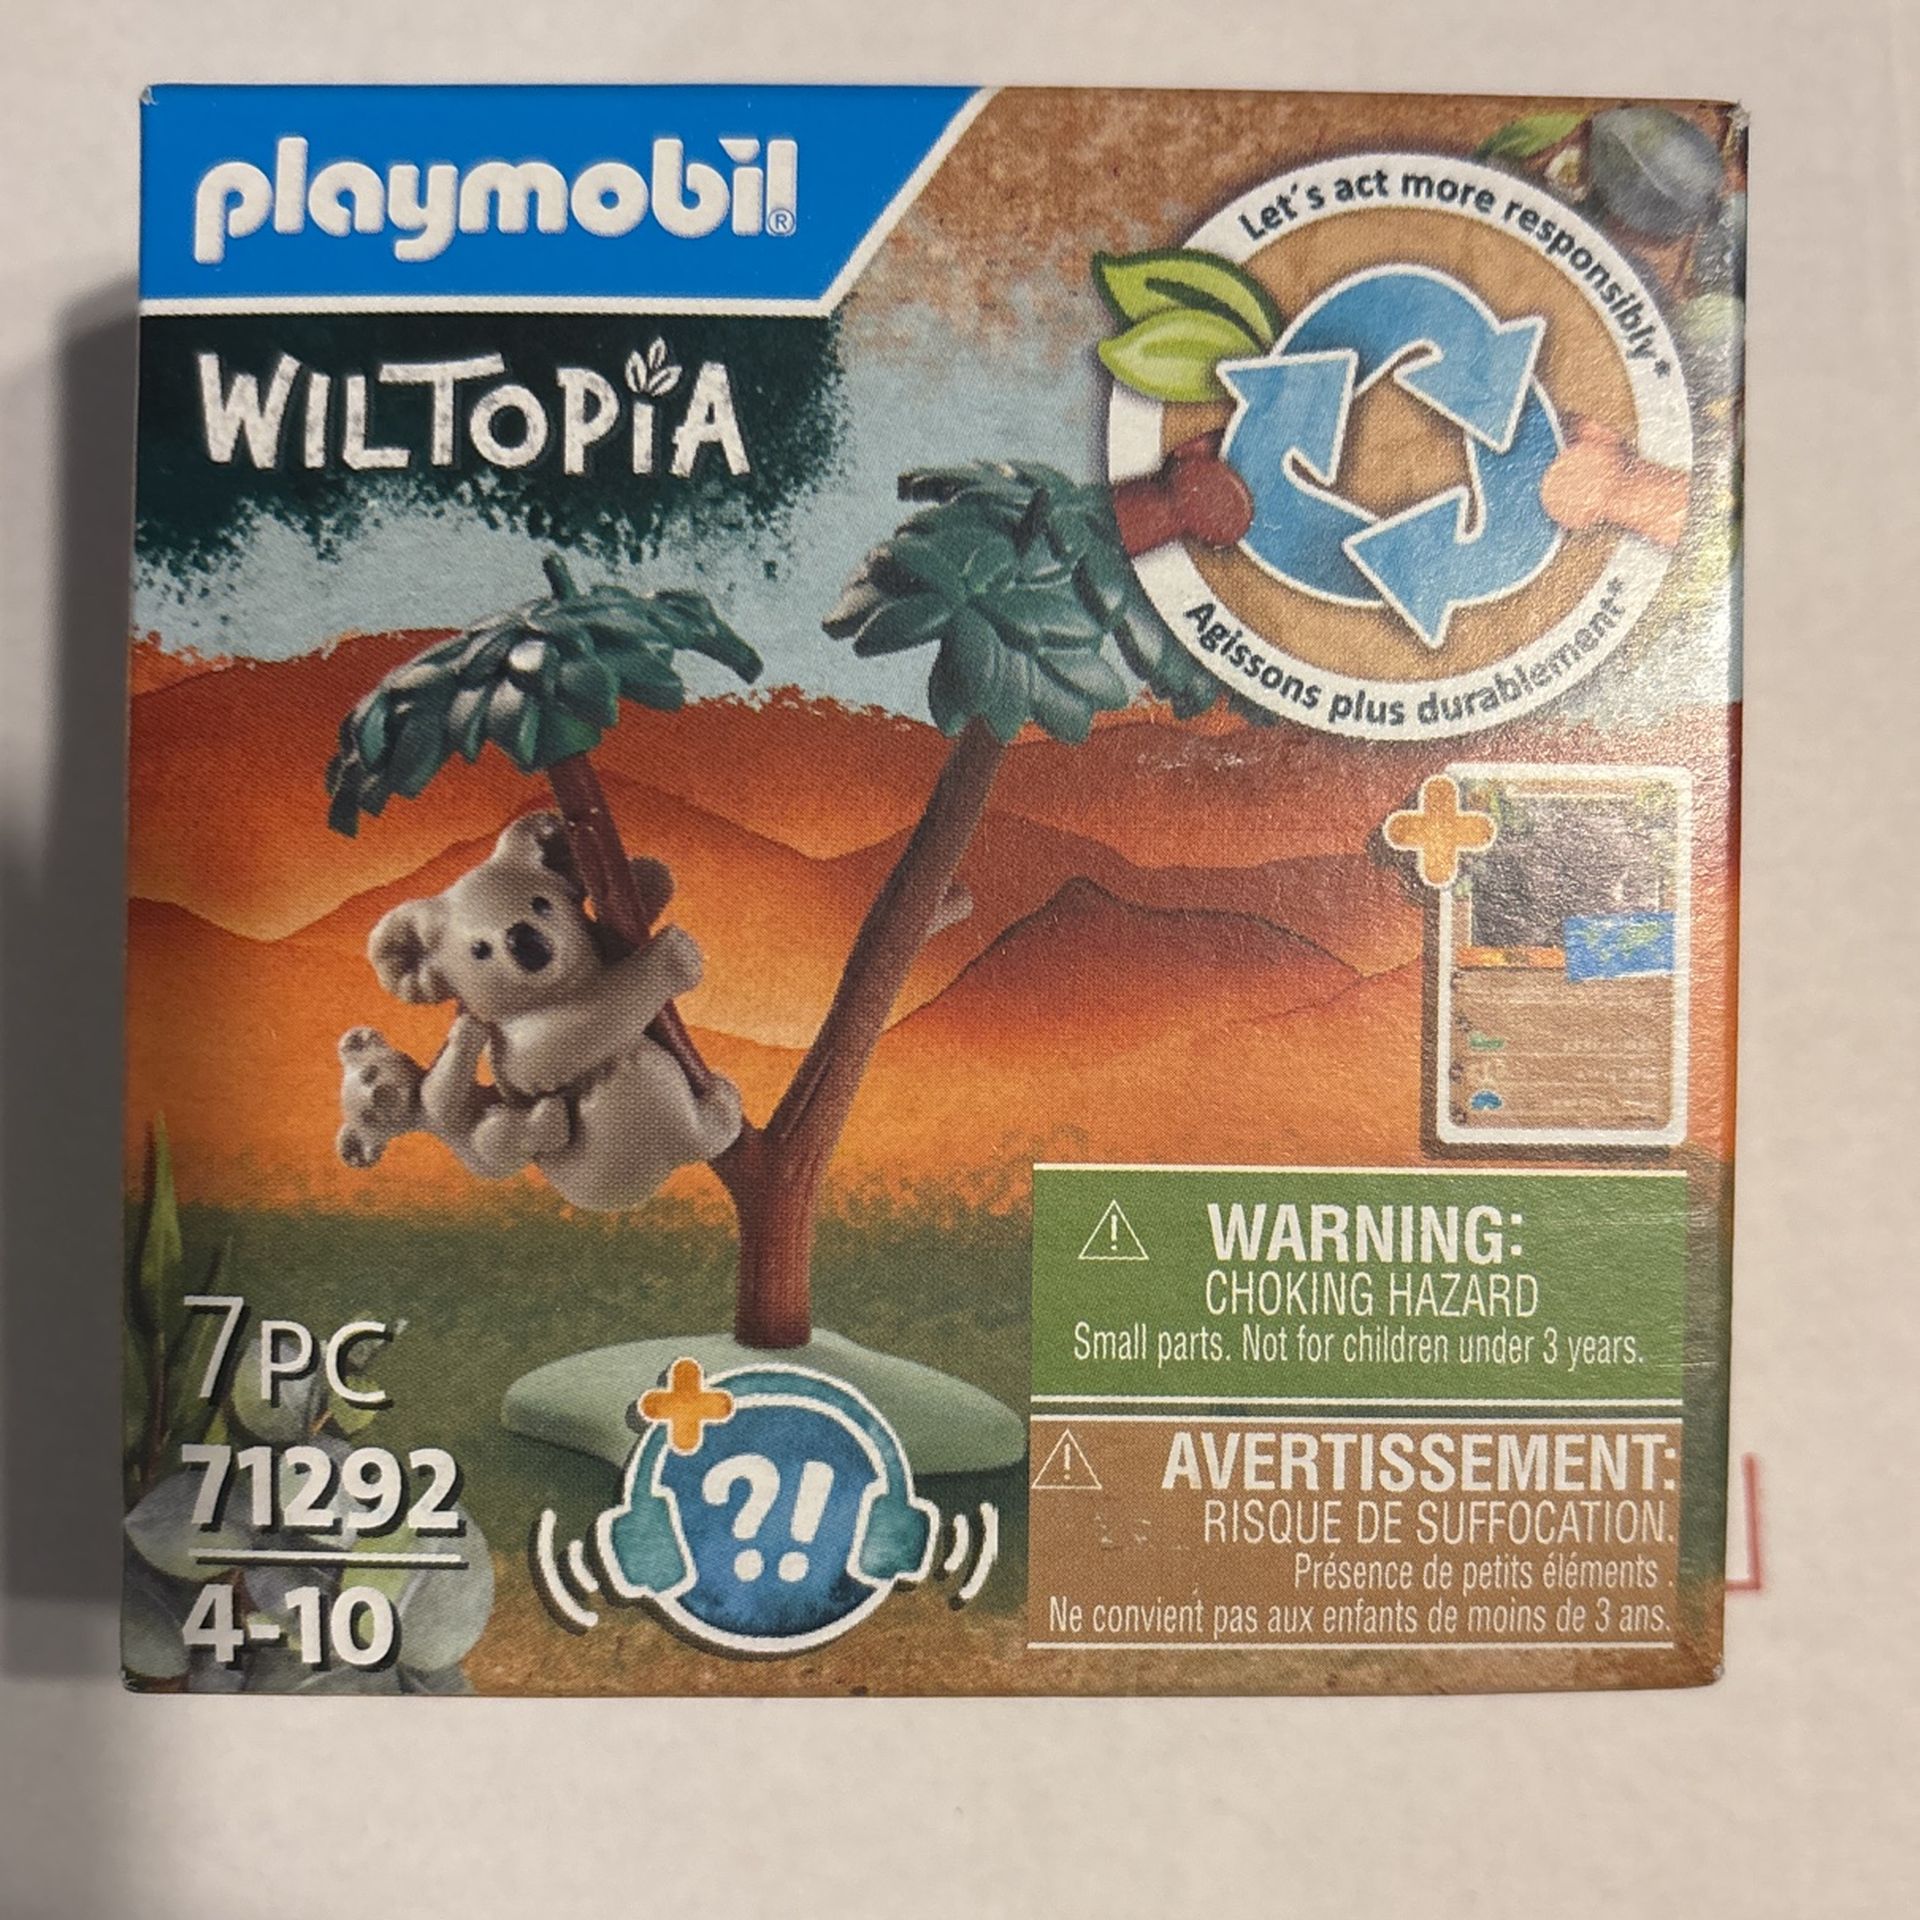 playmobil®
WILTOPIA
Let's act more responsibly*
Agissons plus durablement*
WARNING:
CHOKING HAZARD
Small parts. Not for children under 3 years.
7 PC
71292
4-10
?!
AVERTISSEMENT:
RISQUE DE SUFFOCATION.
Présence de petits éléments.
Ne convient pas aux enfants de moins de 3 ans.